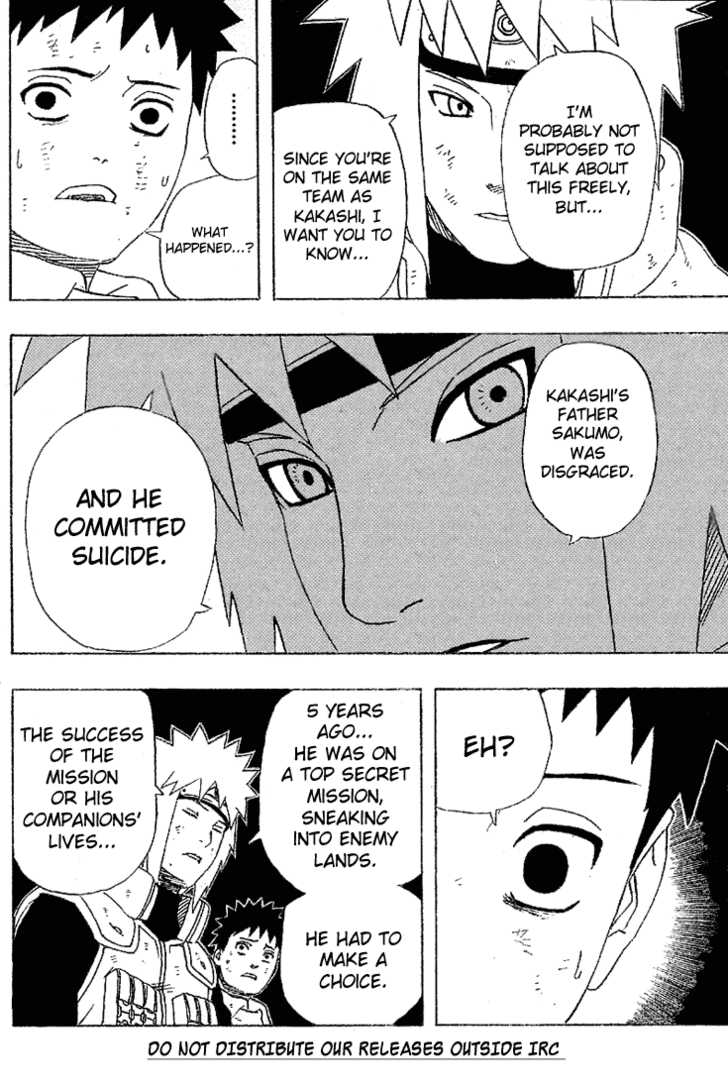 I'M
PROBABLY NOT
SUPPOSED TO
TALK ABOUT
THIS FREELY,
BUT...
SINCE YOU'RE
ON THE SAME
TEAM AS
KAKASHI, I
WANT YOU TO
KNOW...
........
WHAT
HAPPENED...?
KAKASHI'S
FATHER
SAKUMO,
WAS
DISGRACED.
AND HE
COMMITTED
SUICIDE.
EH?
5 YEARS
AGO...
HE WAS ON
A TOP SECRET
MISSION,
SNEAKING
INTO ENEMY
LANDS.
HE HAD TO
MAKE A
CHOICE.
THE SUCCESS
OF THE
MISSION
OR HIS
COMPANIONS'
LIVES...
DO NOT DISTRIBUTE OUR RELEASES OUTSIDE IRC